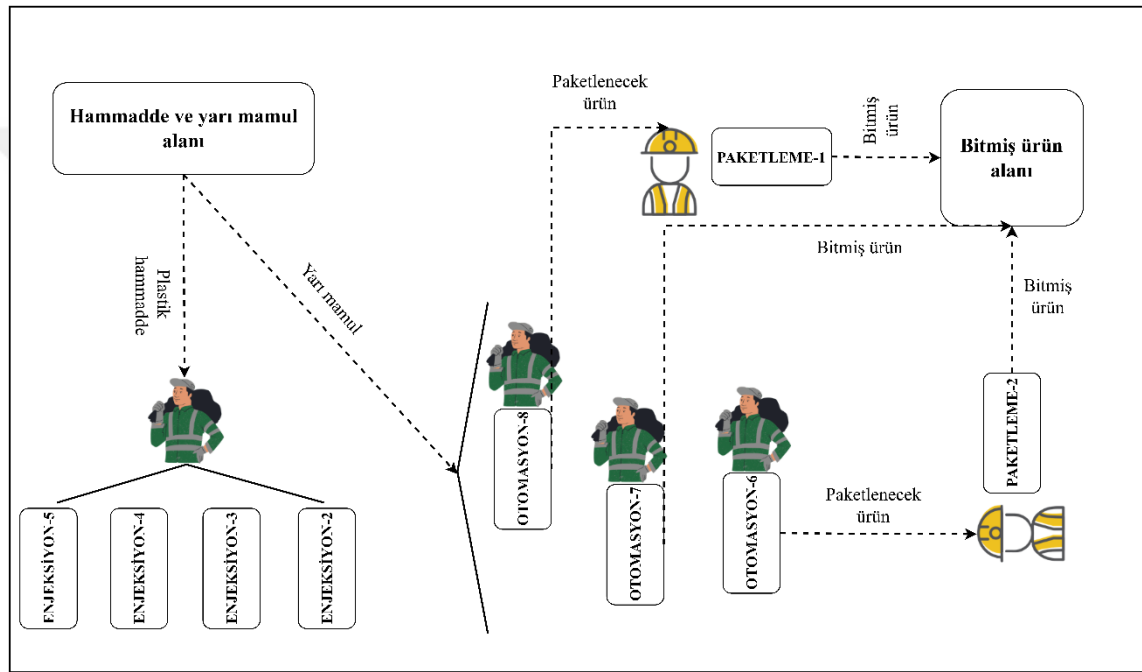 Hammadde ve yarı mamul
alanı
Plastik
hammadde
Yarı mamul
ENJEKSİYON-5
ENJEKSİYON-4
ENJEKSİYON-3
ENJEKSİYON-2
Paketlenecek
ürün
PAKETLEME-1
Bitmiş
ürün
Bitmiş ürün
alanı
Bitmiş ürün
Bitmiş
ürün
OTOMASYON-8
OTOMASYON-7
OTOMASYON-6
Paketlenecek
ürün
PAKETLEME-2